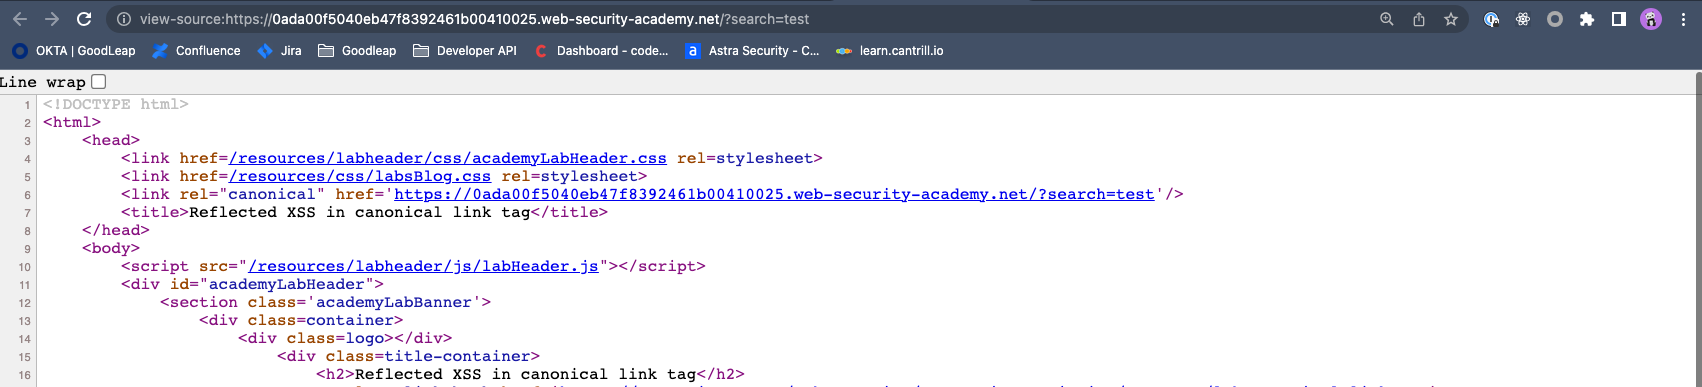 view-source:https://0ada00f5040eb47f8392461b00410025.web-security-academy.net/?search=test
OKTA | GoodLeap Confluence Jira Goodleap Developer API Dashboard - code... Astra Security - C... learn.cantrill.io
Line wrap
1 <!DOCTYPE html>
2 <html>
3 <head>
4 <link href=/resources/labheader/css/academyLabHeader.css rel=stylesheet>
5 <link href=/resources/css/labsBlog.css rel=stylesheet>
6 <link rel="canonical" href='https://0ada00f5040eb47f8392461b00410025.web-security-academy.net/?search=test'/>
7 <title>Reflected XSS in canonical link tag</title>
8 </head>
9 <body>
10 <script src="/resources/labheader/js/labHeader.js"></script>
11 <div id="academyLabHeader">
12 <section class='academyLabBanner'>
13 <div class=container>
14 <div class=logo></div>
15 <div class=title-container>
16 <h2>Reflected XSS in canonical link tag</h2>